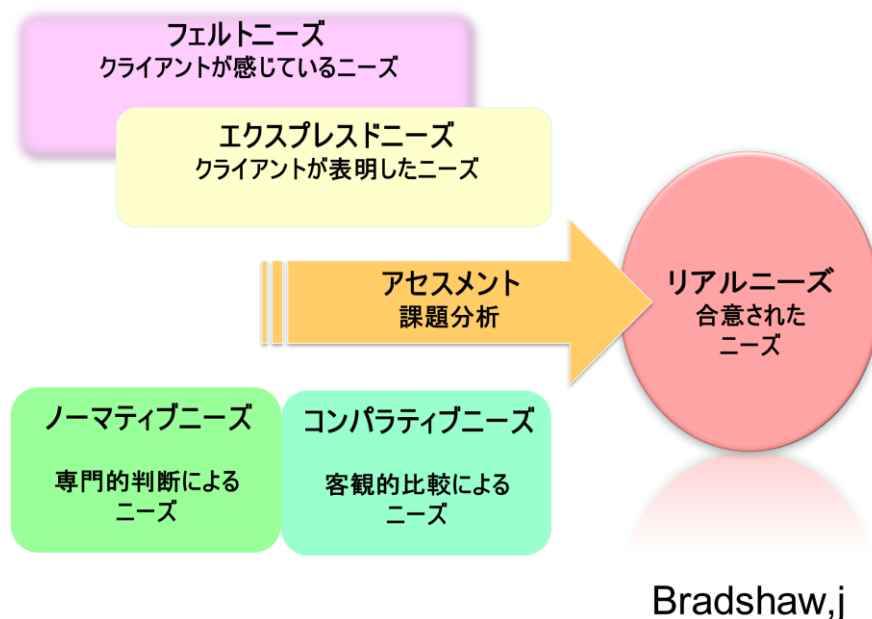 フェルトニーズ
クライアントが感じているニーズ
エクスプレスドニーズ
クライアントが表明したニーズ
アセスメント
課題分析
リアルニーズ
合意された
ニーズ
ノーマティブニーズ
専門的判断による
ニーズ
コンパラティブニーズ
客観的比較による
ニーズ
Bradshaw,j